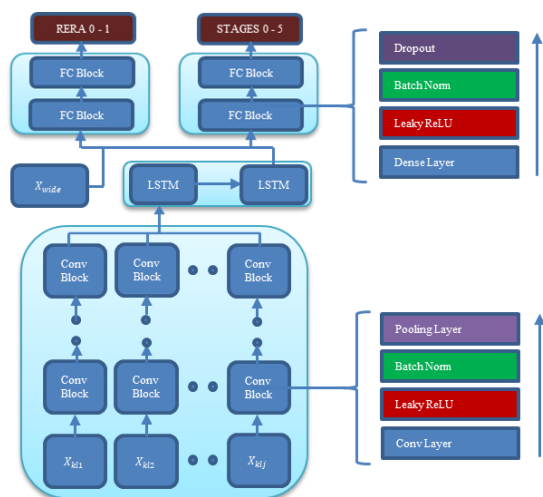 RERA 0 - 1
STAGES 0 - 5
FC Block
FC Block
FC Block
FC Block
Dropout
Batch Norm
Leaky ReLU
Dense Layer
X_wide
LSTM
LSTM
Conv Block
Conv Block
Conv Block
Conv Block
Conv Block
Conv Block
Pooling Layer
Batch Norm
Leaky ReLU
Conv Layer
X_kl1
X_kl2
X_klj